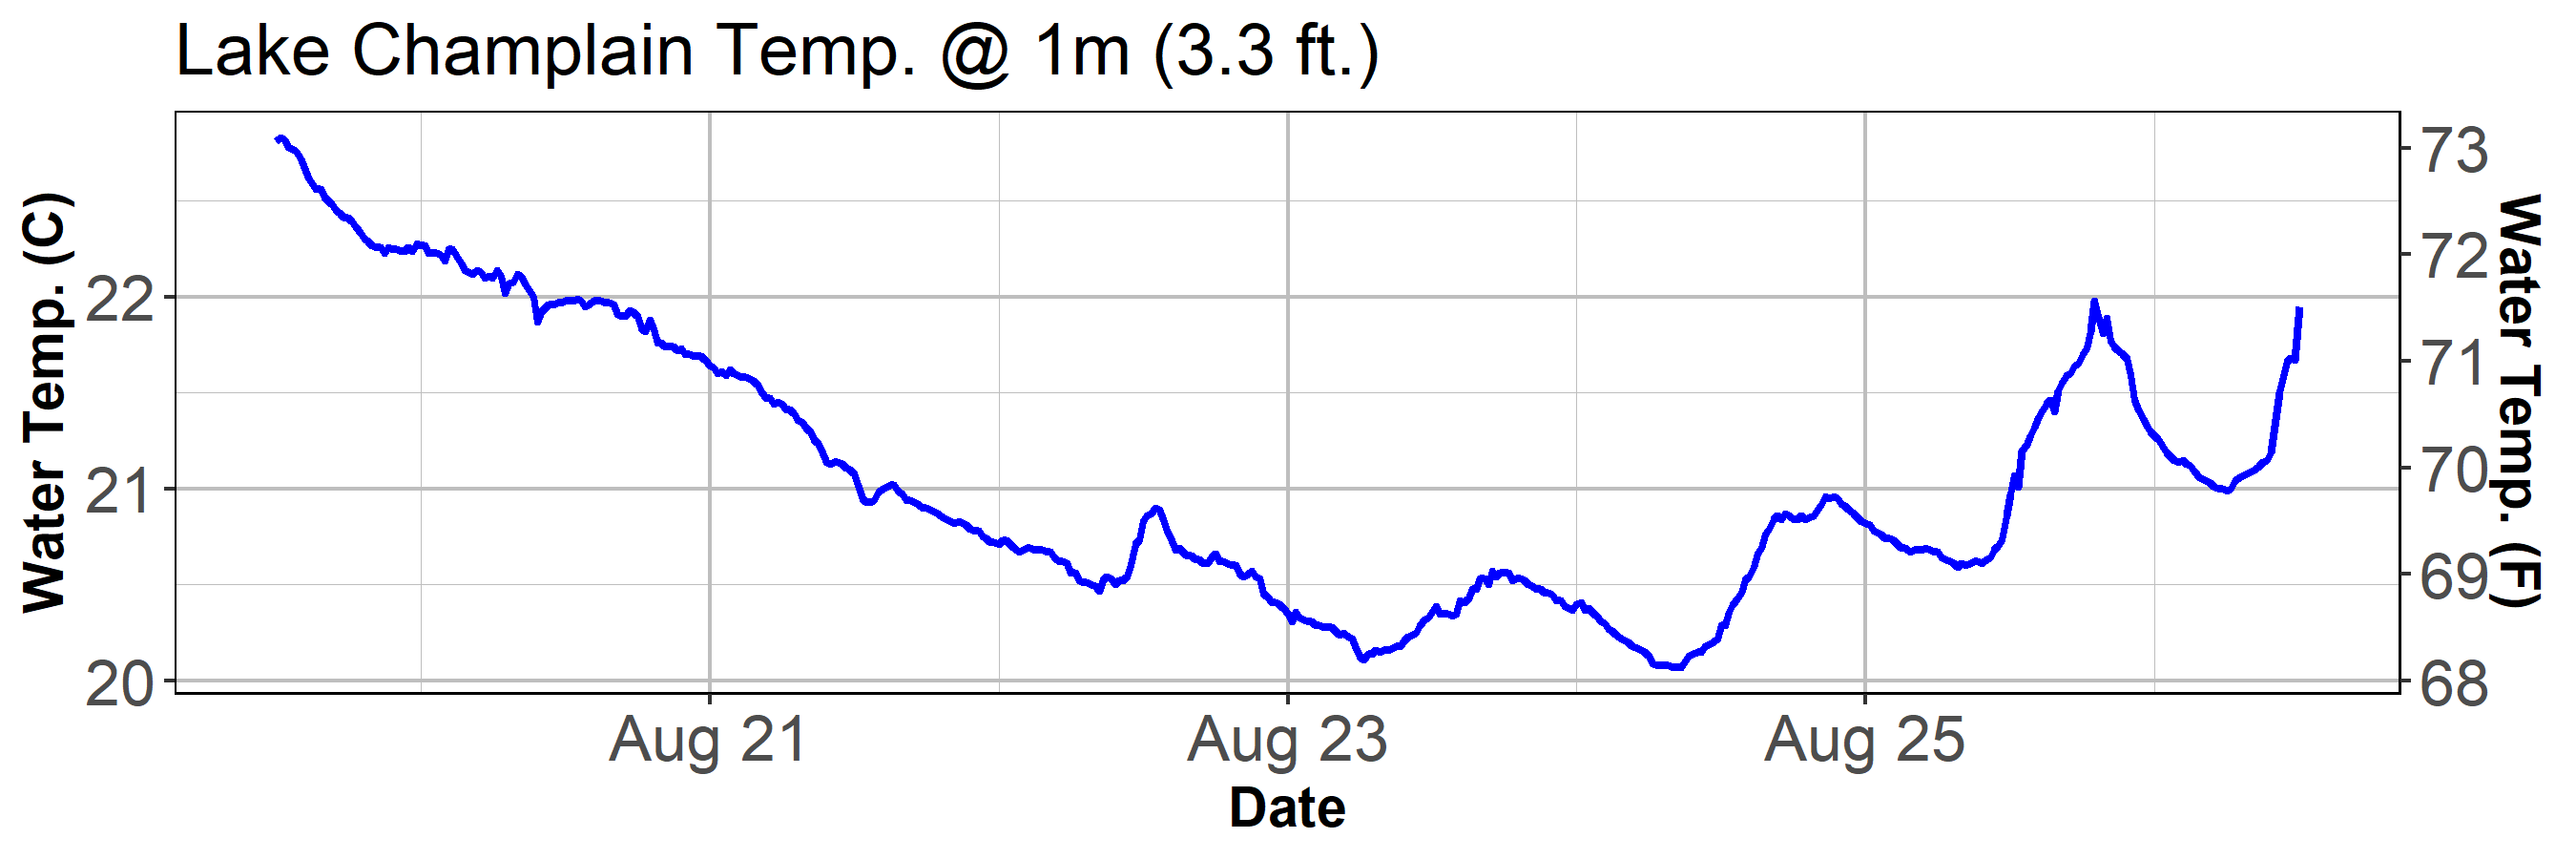 Lake Champlain Temp. @ 1m (3.3 ft.)
Water Temp. (C)
22
21
20
73
72
71
70
69
68
Water Temp. (F)
Aug 21
Aug 23
Aug 25
Date